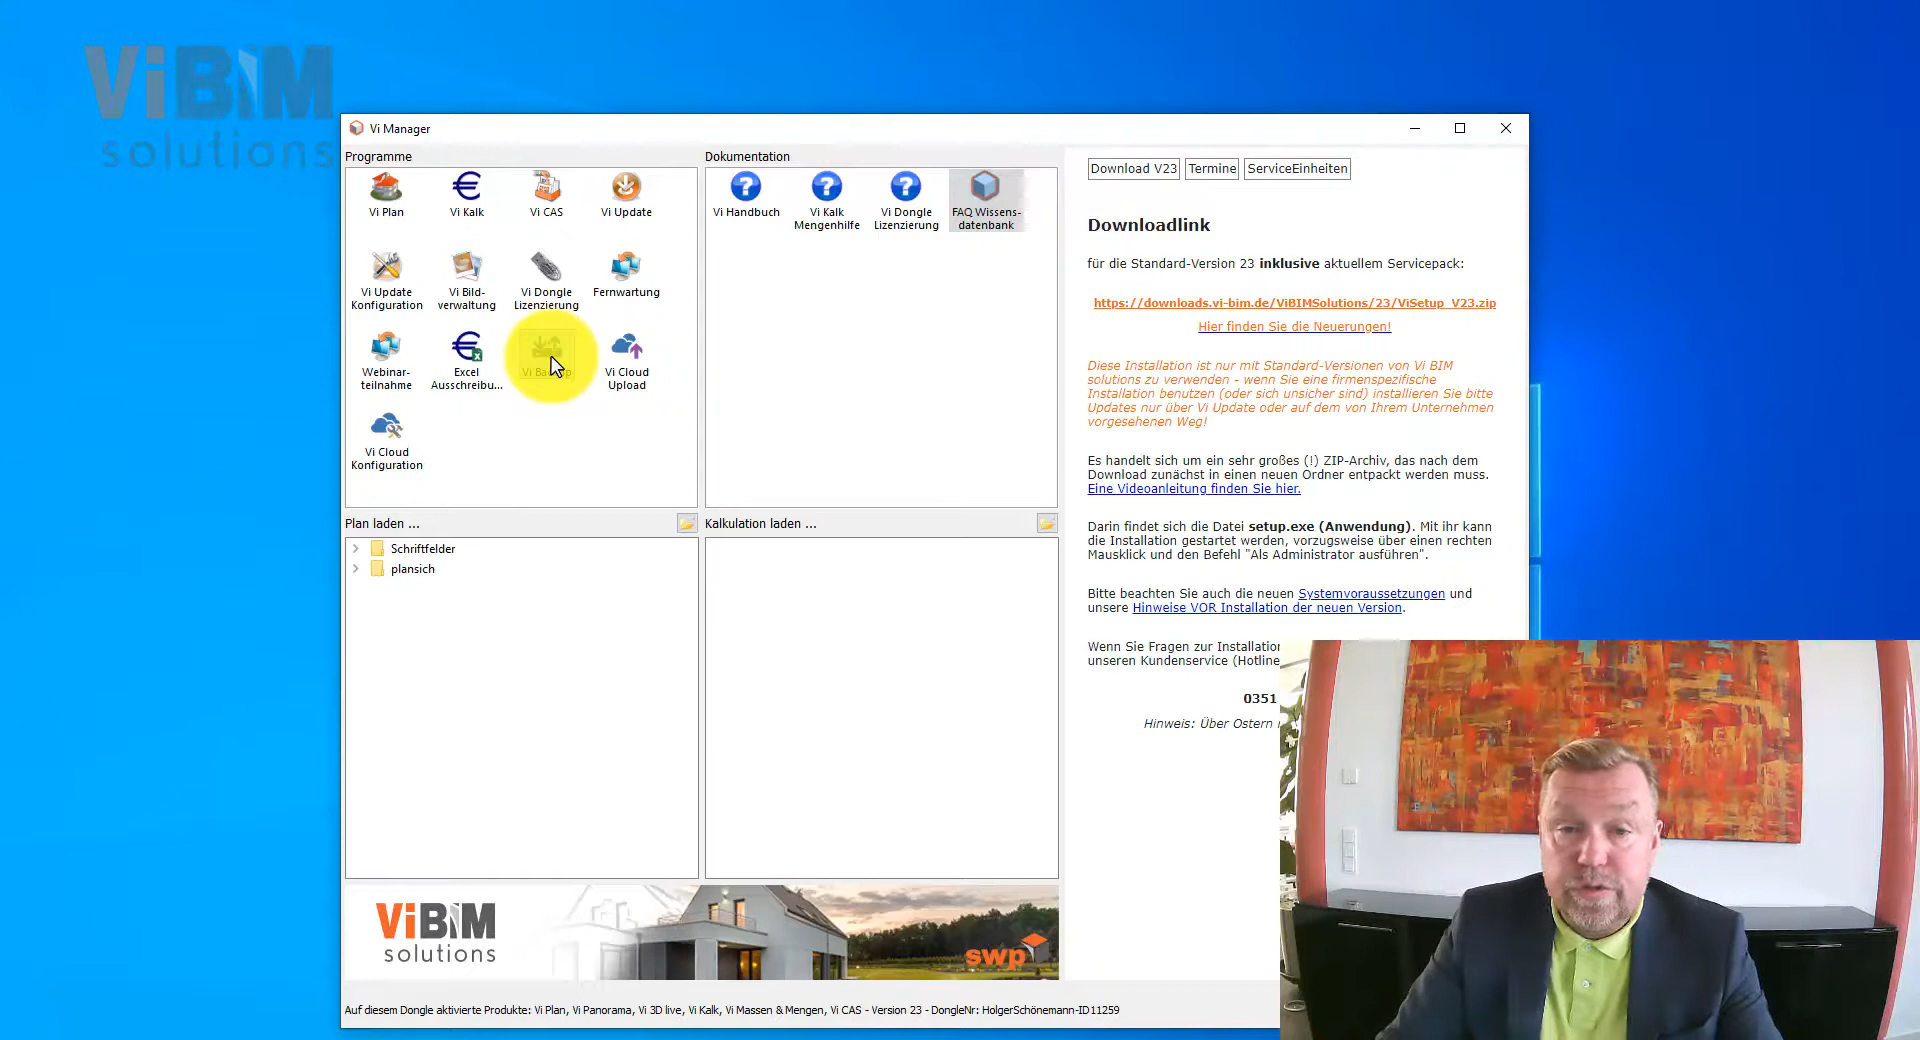 ViBIM
solutions
Vi Manager
Programme
Vi Plan
Vi Kalk
Vi CAS
Vi Update
Vi Update
Konfiguration
Vi Bild-
verwaltung
Vi Dongle
Lizenzierung
Fernwartung
Webinar-
teilnahme
Excel
Ausschreibu...
Vi Backup
Vi Cloud
Upload
Vi Cloud
Konfiguration
Dokumentation
Vi Handbuch
Vi Kalk
Mengenhilfe
Vi Dongle
Lizenzierung
FAQ Wissens-
datenbank
Plan laden ...
Schriftfelder
plansich
Kalkulation laden ...
Download V23
Termine
ServiceEinheiten
Downloadlink
für die Standard-Version 23 inklusive aktuellem Servicepack:
https://downloads.vi-bim.de/ViBIMSolutions/23/ViSetup_V23.zip
Hier finden Sie die Neuerungen!
Diese Installation ist nur mit Standard-Versionen von Vi BIM
solutions zu verwenden - wenn Sie eine firmenspezifische
Installation benutzen (oder sich unsicher sind) installieren Sie bitte
Updates nur über Vi Update oder auf dem von Ihrem Unternehmen
vorgesehenen Weg!
Es handelt sich um ein sehr großes (!) ZIP-Archiv, das nach dem
Download zunächst in einen neuen Ordner entpackt werden muss.
Eine Videoanleitung finden Sie hier.
Darin findet sich die Datei setup.exe (Anwendung). Mit ihr kann
die Installation gestartet werden, vorzugsweise über einen rechten
Mausklick und den Befehl "Als Administrator ausführen".
Bitte beachten Sie auch die neuen Systemvoraussetzungen und
unsere Hinweise VOR Installation der neuen Version.
Wenn Sie Fragen zur Installation
unseren Kundenservice (Hotline
0351
Hinweis: Über Ostern
ViBIM
solutions
swp
Auf diesem Dongle aktivierte Produkte: Vi Plan, Vi Panorama, Vi 3D live, Vi Kalk, Vi Massen & Mengen, Vi CAS - Version 23 - DongleNr: HolgerSchönemann-ID11259